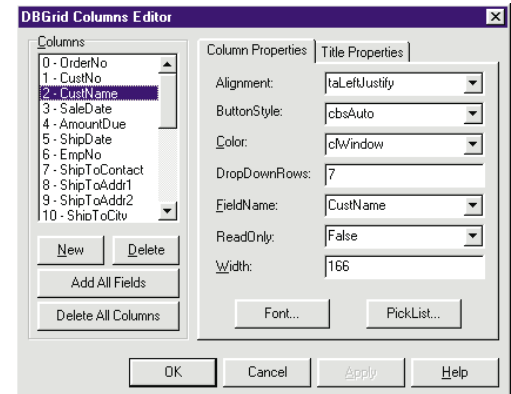 DBGrid Columns Editor
Columns
0 - OrderNo
1 - CustNo
2 - CustName
3 - SaleDate
4 - AmountDue
5 - ShipDate
6 - EmpNo
7 - ShipToContact
8 - ShipToAddr1
9 - ShipToAddr2
10 - ShipToCity
New Delete
Add All Fields
Delete All Columns
Column Properties Title Properties
Alignment: taLeftJustify
ButtonStyle: cbsAuto
Color: clWindow
DropDownRows: 7
FieldName: CustName
ReadOnly: False
Width: 166
Font... PickList...
OK Cancel Apply Help